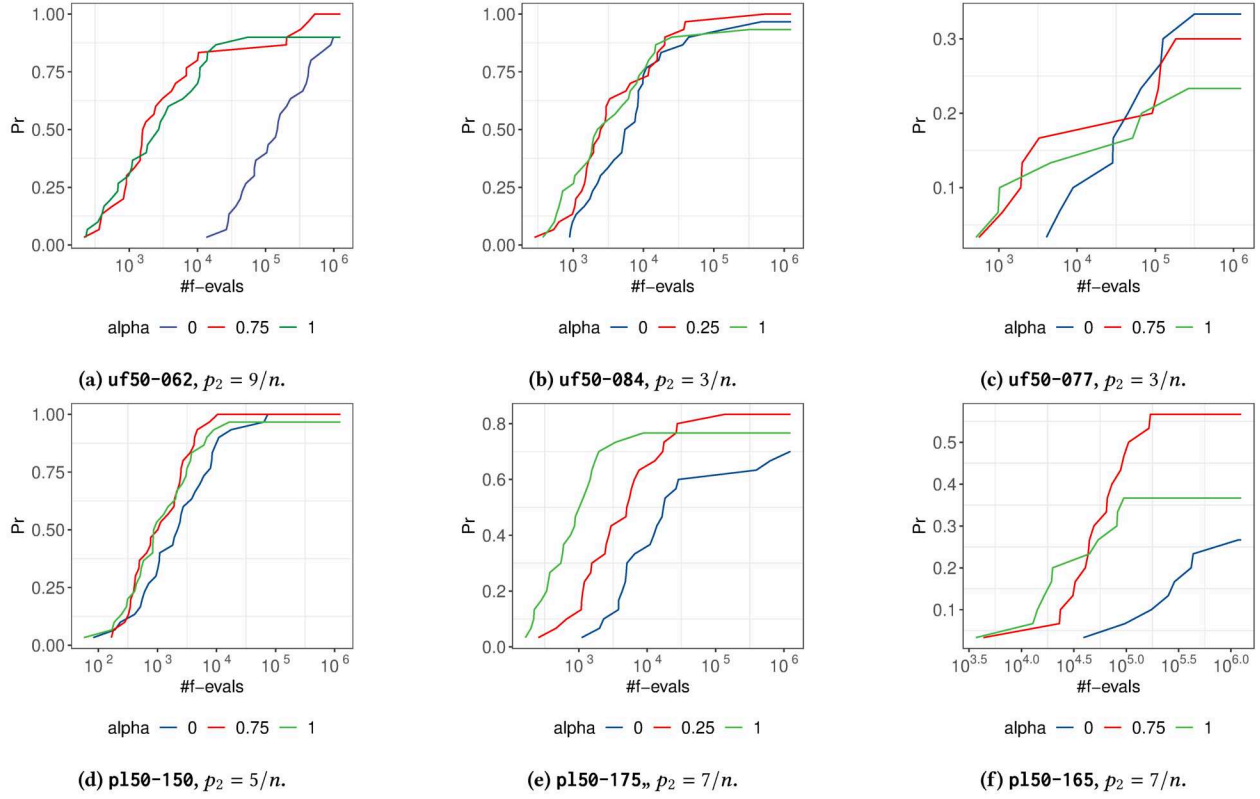 1.00
0.75
0.50
0.25
0.00
Pr
10^3 10^4 10^5 10^6
#f−evals
alpha 0 0.75 1
(a) uf50-062, p₂ = 9/n.
1.00
0.75
0.50
0.25
0.00
Pr
10^3 10^4 10^5 10^6
#f−evals
alpha 0 0.25 1
(b) uf50-084, p₂ = 3/n.
0.3
0.2
0.1
Pr
10^3 10^4 10^5 10^6
#f−evals
alpha 0 0.75 1
(c) uf50-077, p₂ = 3/n.
1.00
0.75
0.50
0.25
0.00
Pr
10^2 10^3 10^4 10^5 10^6
#f−evals
alpha 0 0.75 1
(d) pl50-150, p₂ = 5/n.
0.8
0.6
0.4
0.2
0.0
Pr
10^3 10^4 10^5 10^6
#f−evals
alpha 0 0.25 1
(e) pl50-175,, p₂ = 7/n.
0.5
0.4
0.3
0.2
0.1
Pr
10^3.5 10^4.0 10^4.5 10^5.0 10^5.5 10^6.0
#f−evals
alpha 0 0.75 1
(f) pl50-165, p₂ = 7/n.